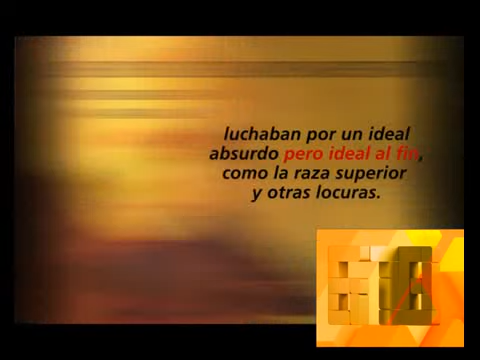 luchaban por un ideal
absurdo pero ideal al fin,
como la raza superior
y otras locuras.